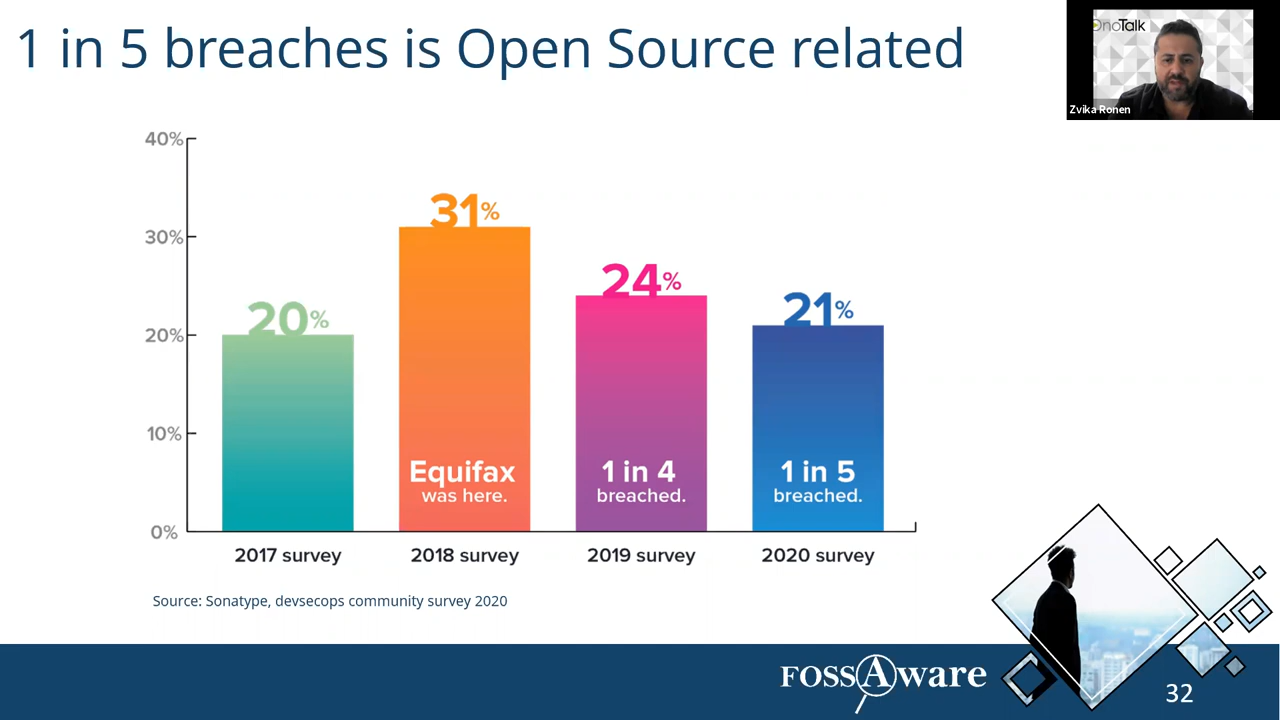 1 in 5 breaches is Open Source related
OnoTalk
Zvika Ronen
40%
30%
20%
10%
0%
20%
31%
24%
21%
Equifax
was here.
1 in 4
breached.
1 in 5
breached.
2017 survey
2018 survey
2019 survey
2020 survey
Source: Sonatype, devsecops community survey 2020
FOSSAware
32